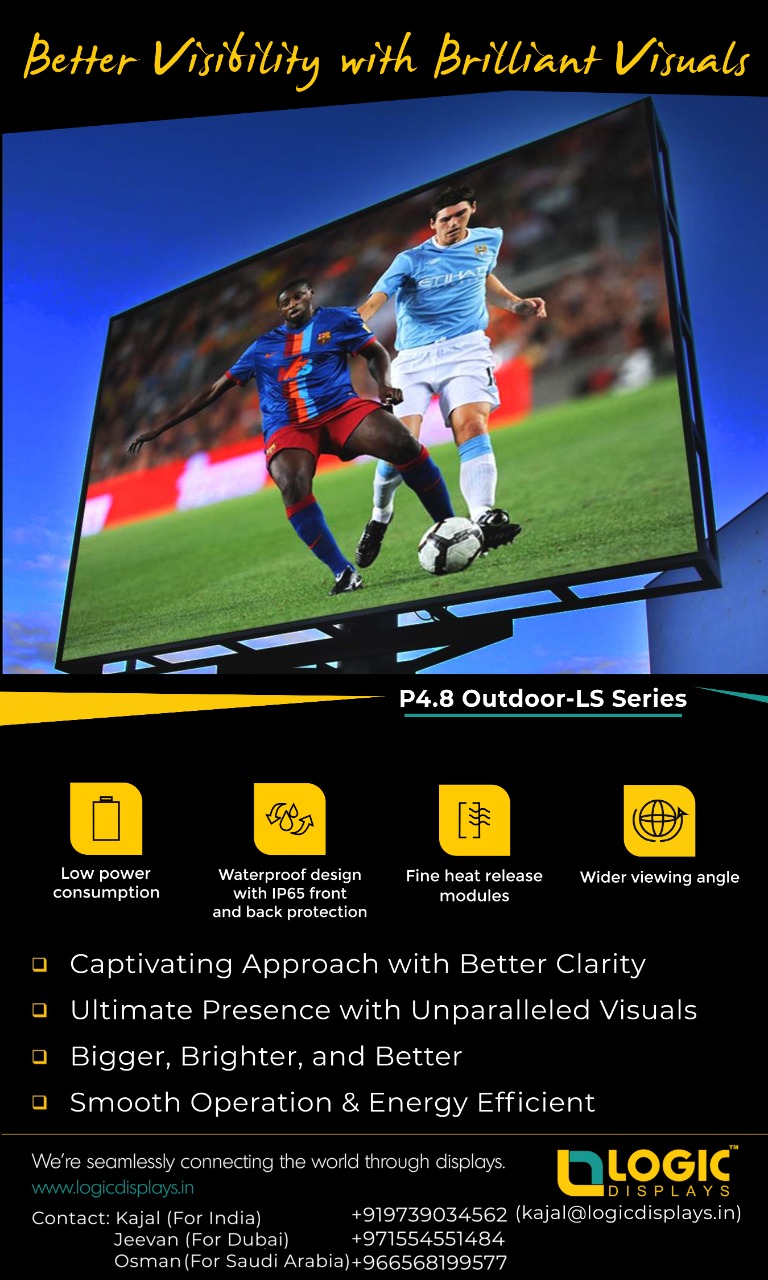 Better Visibility with Brilliant Visuals
ETIHAD
P4.8 Outdoor-LS Series
Low power
consumption
Waterproof design
with IP65 front
and back protection
Fine heat release
modules
Wider viewing angle
Captivating Approach with Better Clarity
Ultimate Presence with Unparalleled Visuals
Bigger, Brighter, and Better
Smooth Operation & Energy Efficient
We're seamlessly connecting the world through displays.
www.logicdisplays.in
LOGIC™
DISPLAYS
Contact: Kajal (For India) +919739034562 (kajal@logicdisplays.in)
Jeevan (For Dubai) +971554551484
Osman(For Saudi Arabia)+966568199577